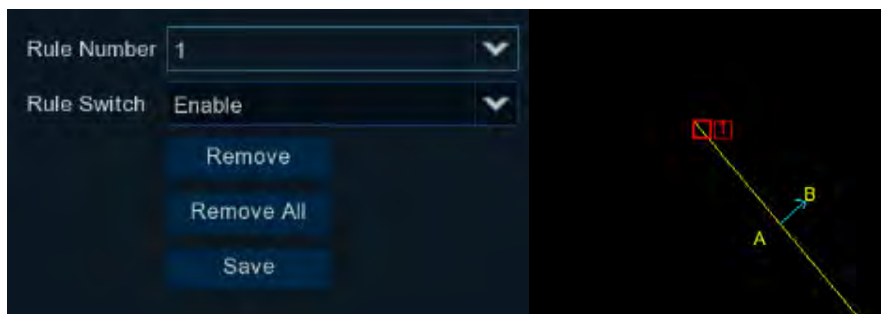 Rule Number 1
Rule Switch Enable
Remove
Remove All
Save
1
B
A